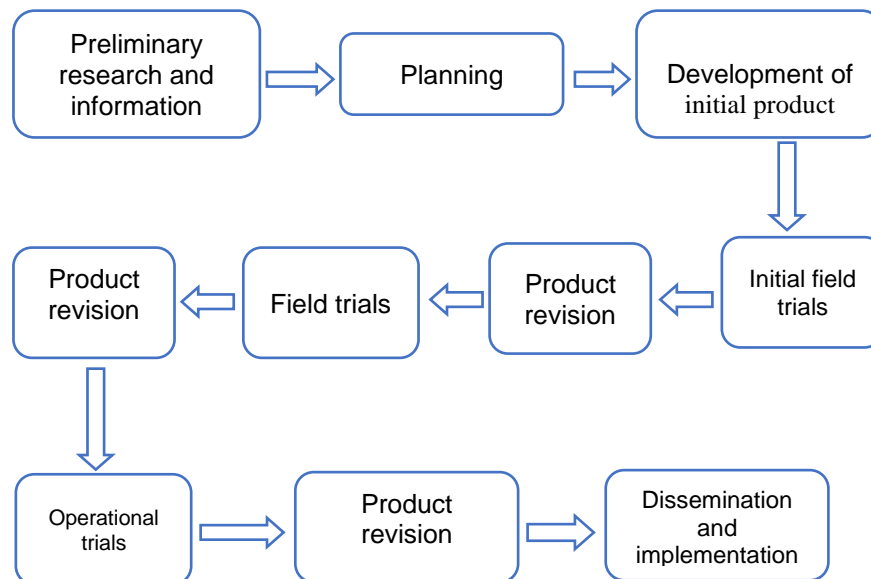 Preliminary
research and
information
Planning
Development of
initial product
Initial field
trials
Product
revision
Field trials
Product
revision
Operational
trials
Product
revision
Dissemination
and
implementation